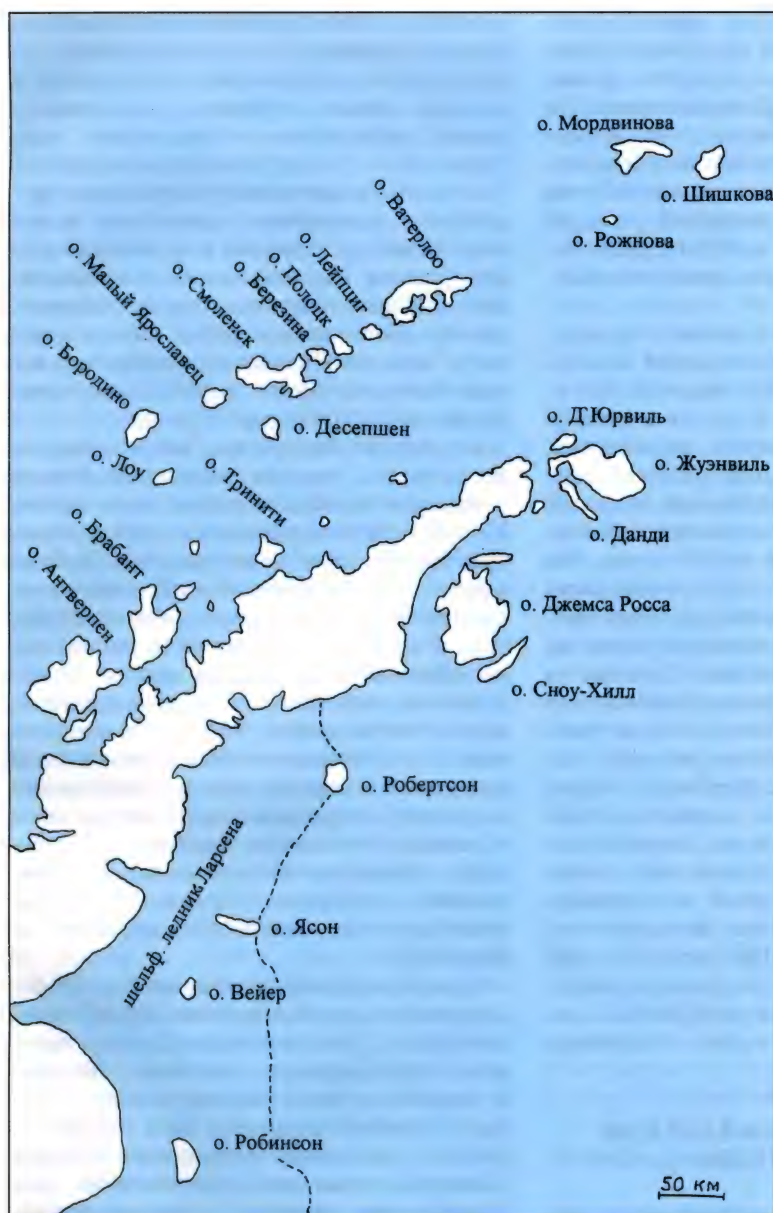 о. Мордвинова
о. Шишкова
о. Рожнова
о. Ватерлоо
о. Лейпциг
о. Полоцк
о. Березина
о. Смоленск
о. Малый Ярославец
о. Бородино
о. Десепшен
о. Лоу
о. Тринити
о. Брабант
о. Антверпен
о. Д'Юрвиль
о. Жуэнвиль
о. Данди
о. Джемса Росса
о. Сноу-Хилл
о. Робертсон
шельф. ледник Ларсена
о. Ясон
о. Вейер
о. Робинсон
50 км